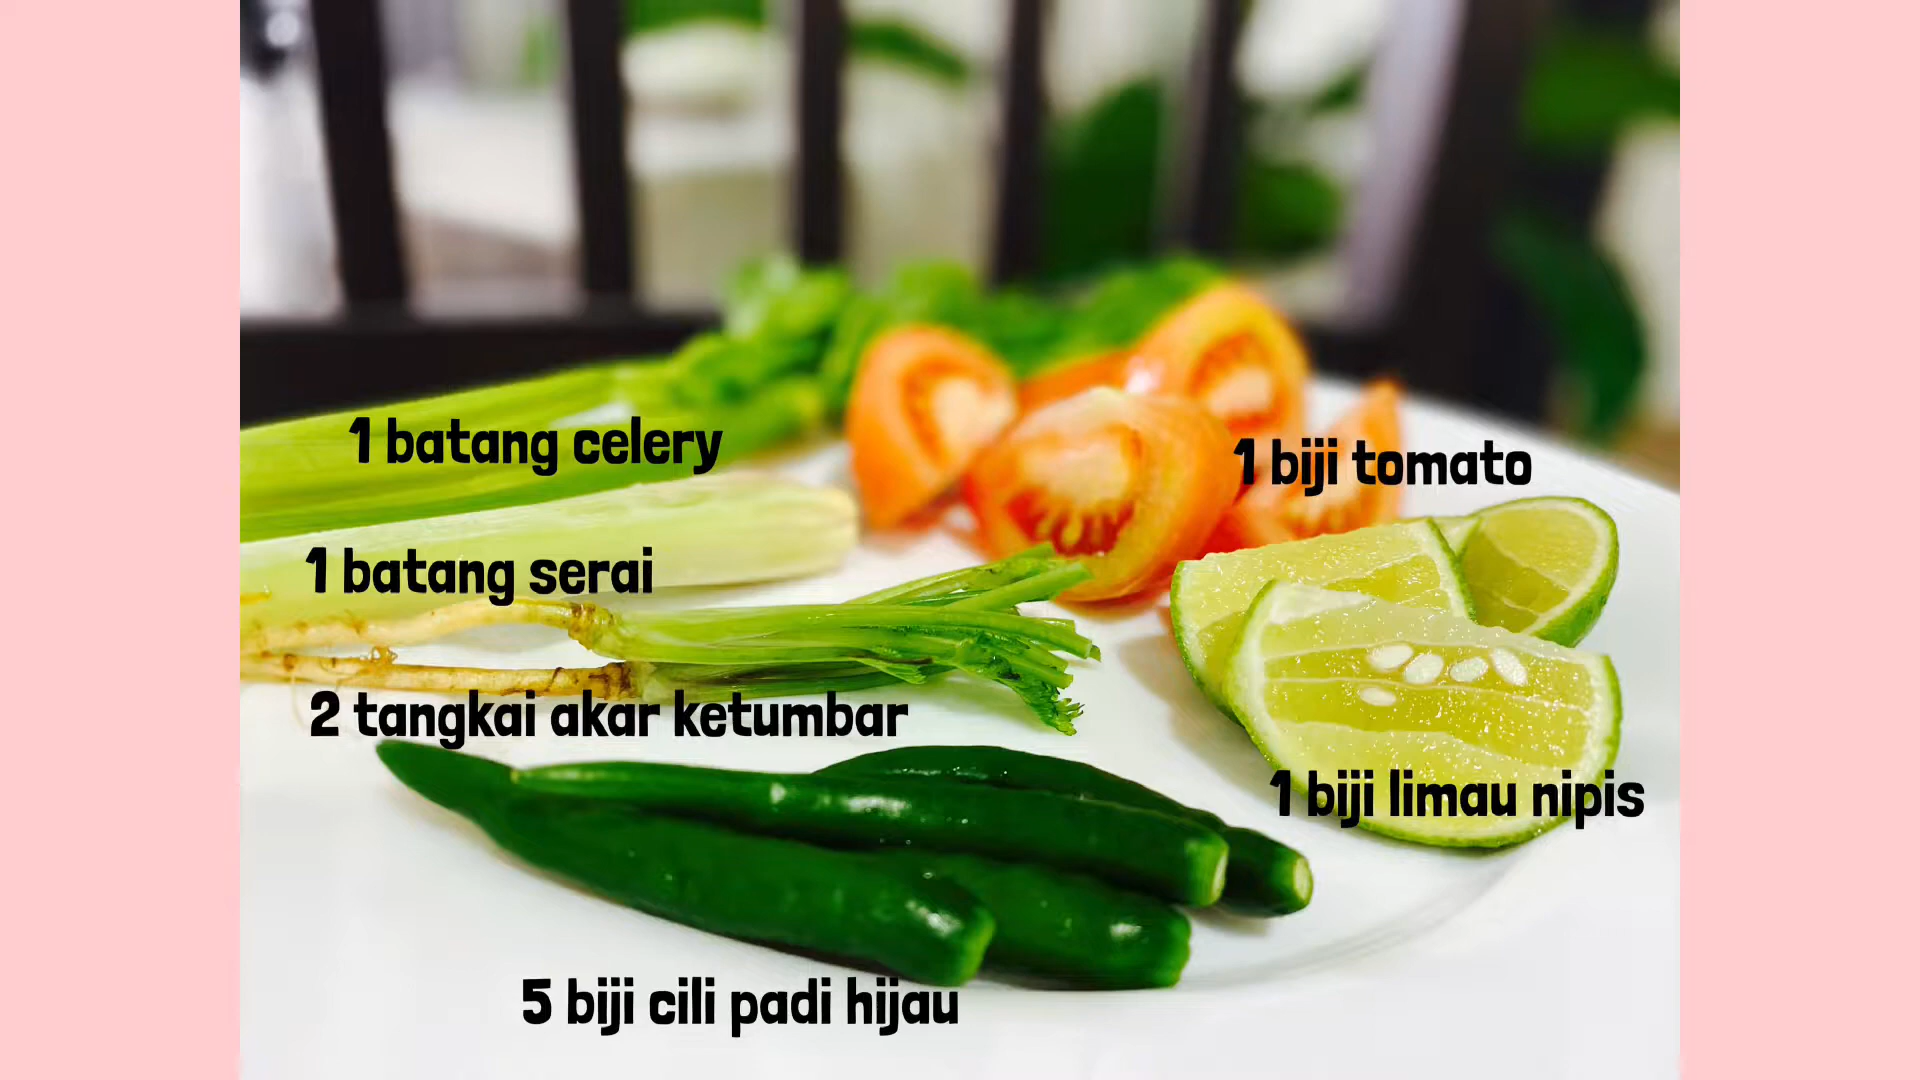 1 batang celery
1 biji tomato
1 batang serai
2 tangkai akar ketumbar
1 biji limau nipis
5 biji cili padi hijau